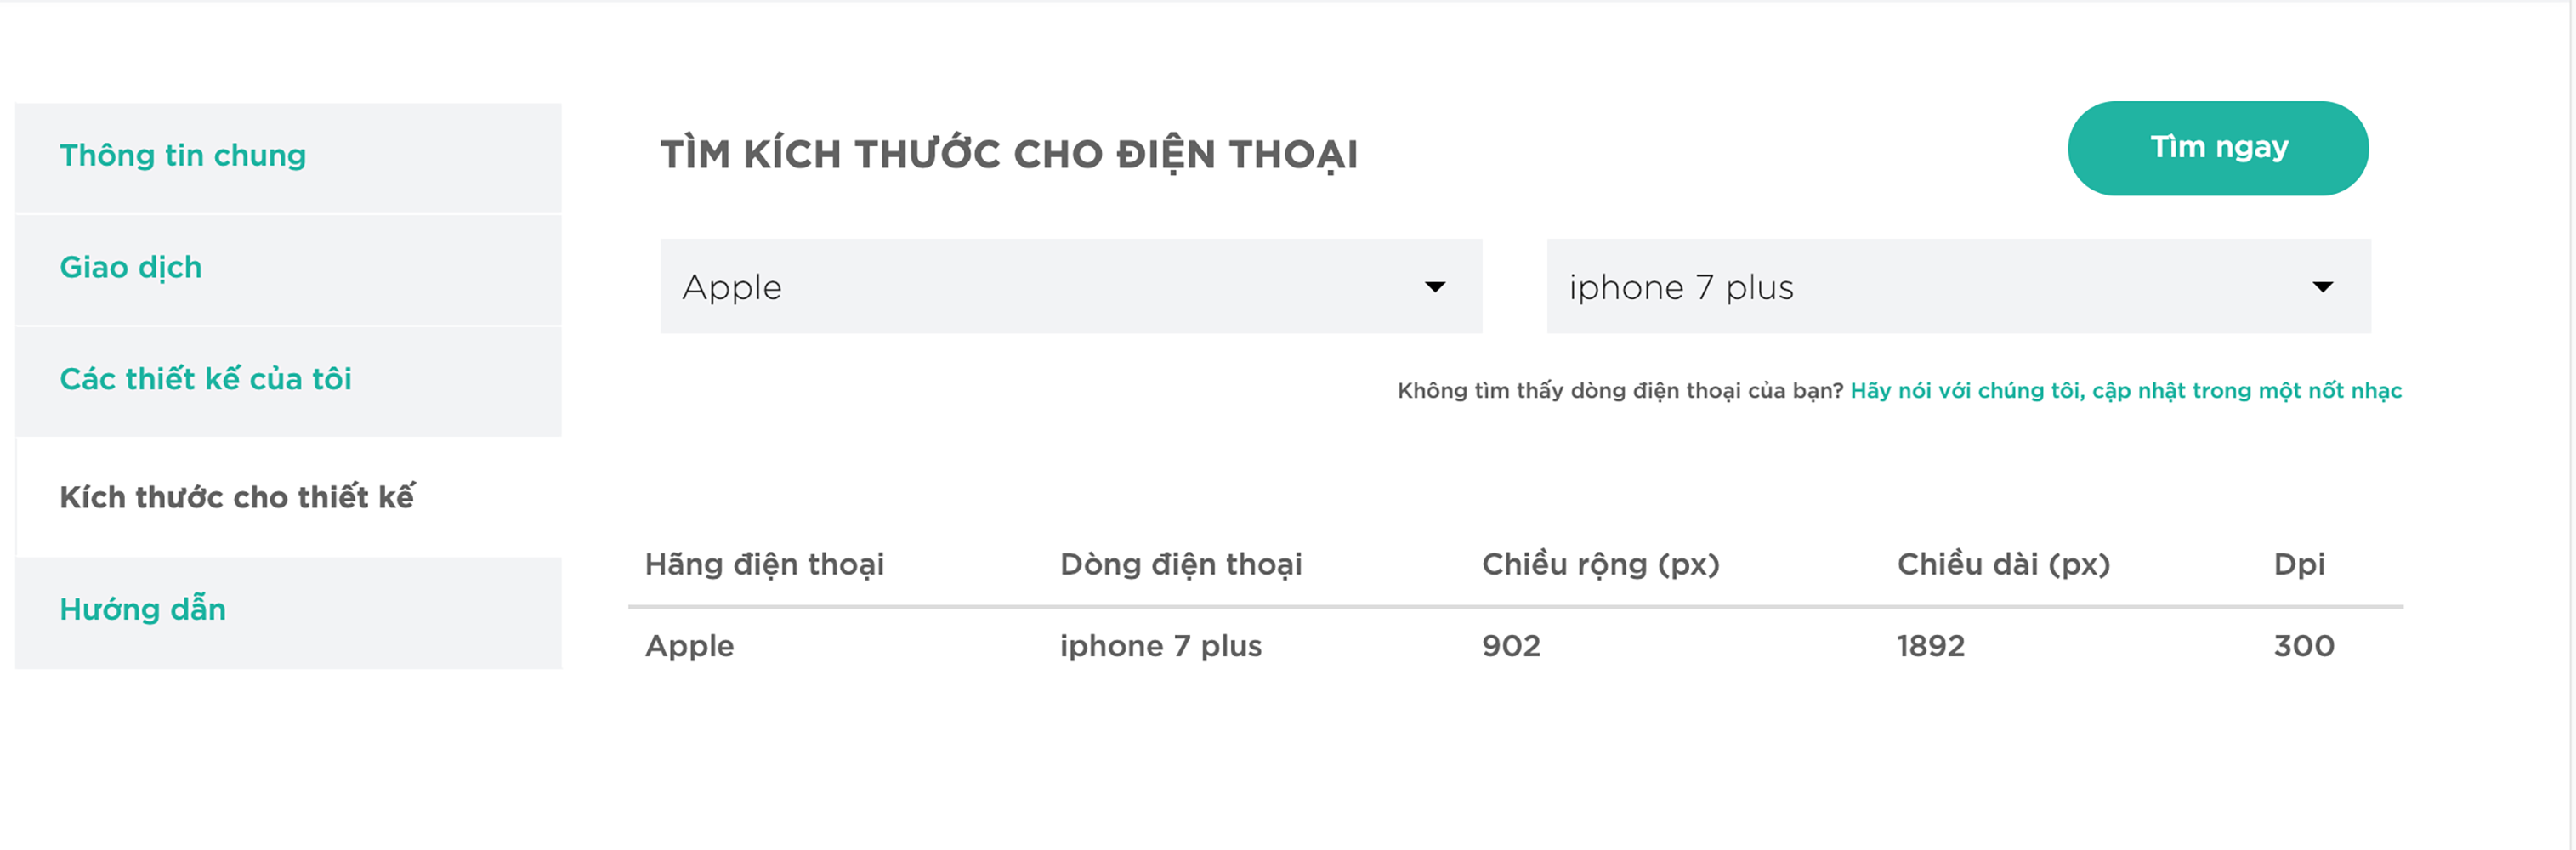 Thông tin chung
Giao dịch
Các thiết kế của tôi
Kích thước cho thiết kế
Hướng dẫn
TÌM KÍCH THƯỚC CHO ĐIỆN THOẠI
Tìm ngay
Apple
iphone 7 plus
Không tìm thấy dòng điện thoại của bạn? Hãy nói với chúng tôi, cập nhật trong một nốt nhạc
Hãng điện thoại Dòng điện thoại Chiều rộng (px) Chiều dài (px) Dpi
Apple iphone 7 plus 902 1892 300